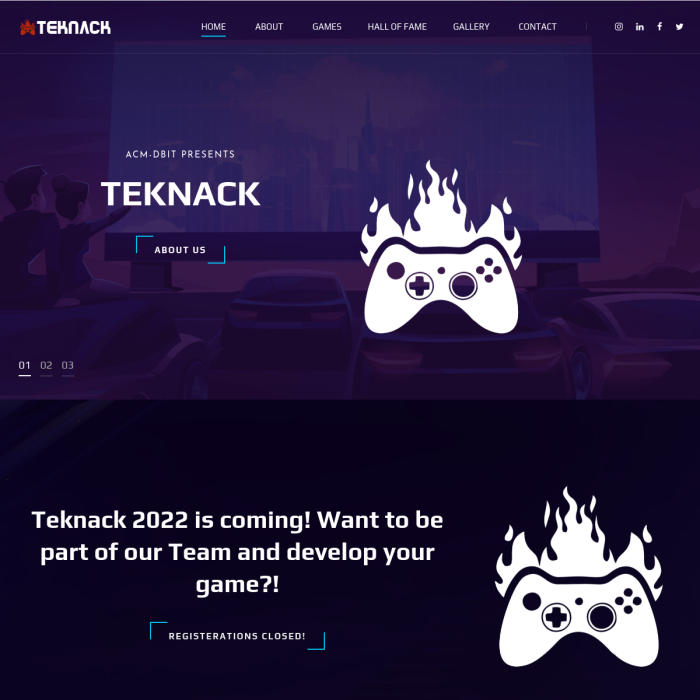 TEKNACK
HOME ABOUT GAMES HALL OF FAME GALLERY CONTACT
ACM-DBIT PRESENTS
TEKNACK
ABOUT US
01 02 03
Teknack 2022 is coming! Want to be
part of our Team and develop your
game?!
REGISTERATIONS CLOSED!